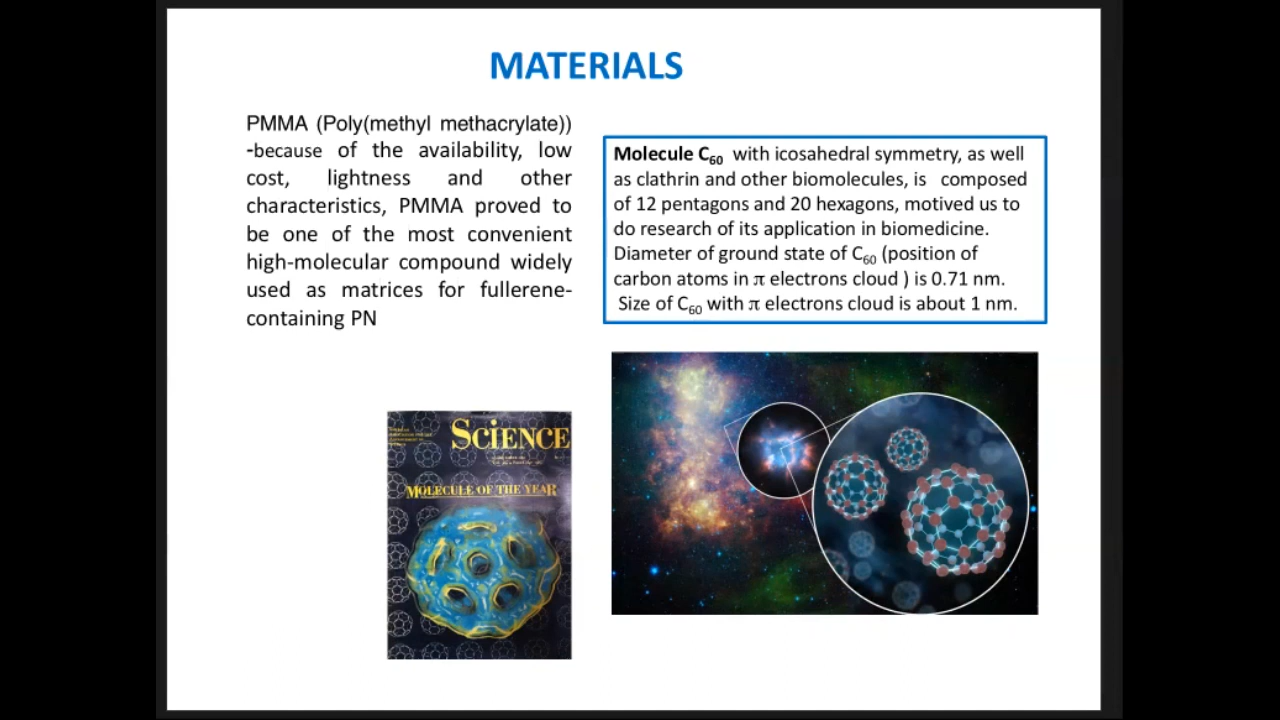 MATERIALS
PMMA (Poly(methyl methacrylate))
-because of the availability, low
cost, lightness and other
characteristics, PMMA proved to
be one of the most convenient
high-molecular compound widely
used as matrices for fullerene-
containing PN
Molecule C₆₀ with icosahedral symmetry, as well
as clathrin and other biomolecules, is composed
of 12 pentagons and 20 hexagons, motived us to
do research of its application in biomedicine.
Diameter of ground state of C₆₀ (position of
carbon atoms in π electrons cloud ) is 0.71 nm.
Size of C₆₀ with π electrons cloud is about 1 nm.
SCIENCE
MOLECULE OF THE YEAR